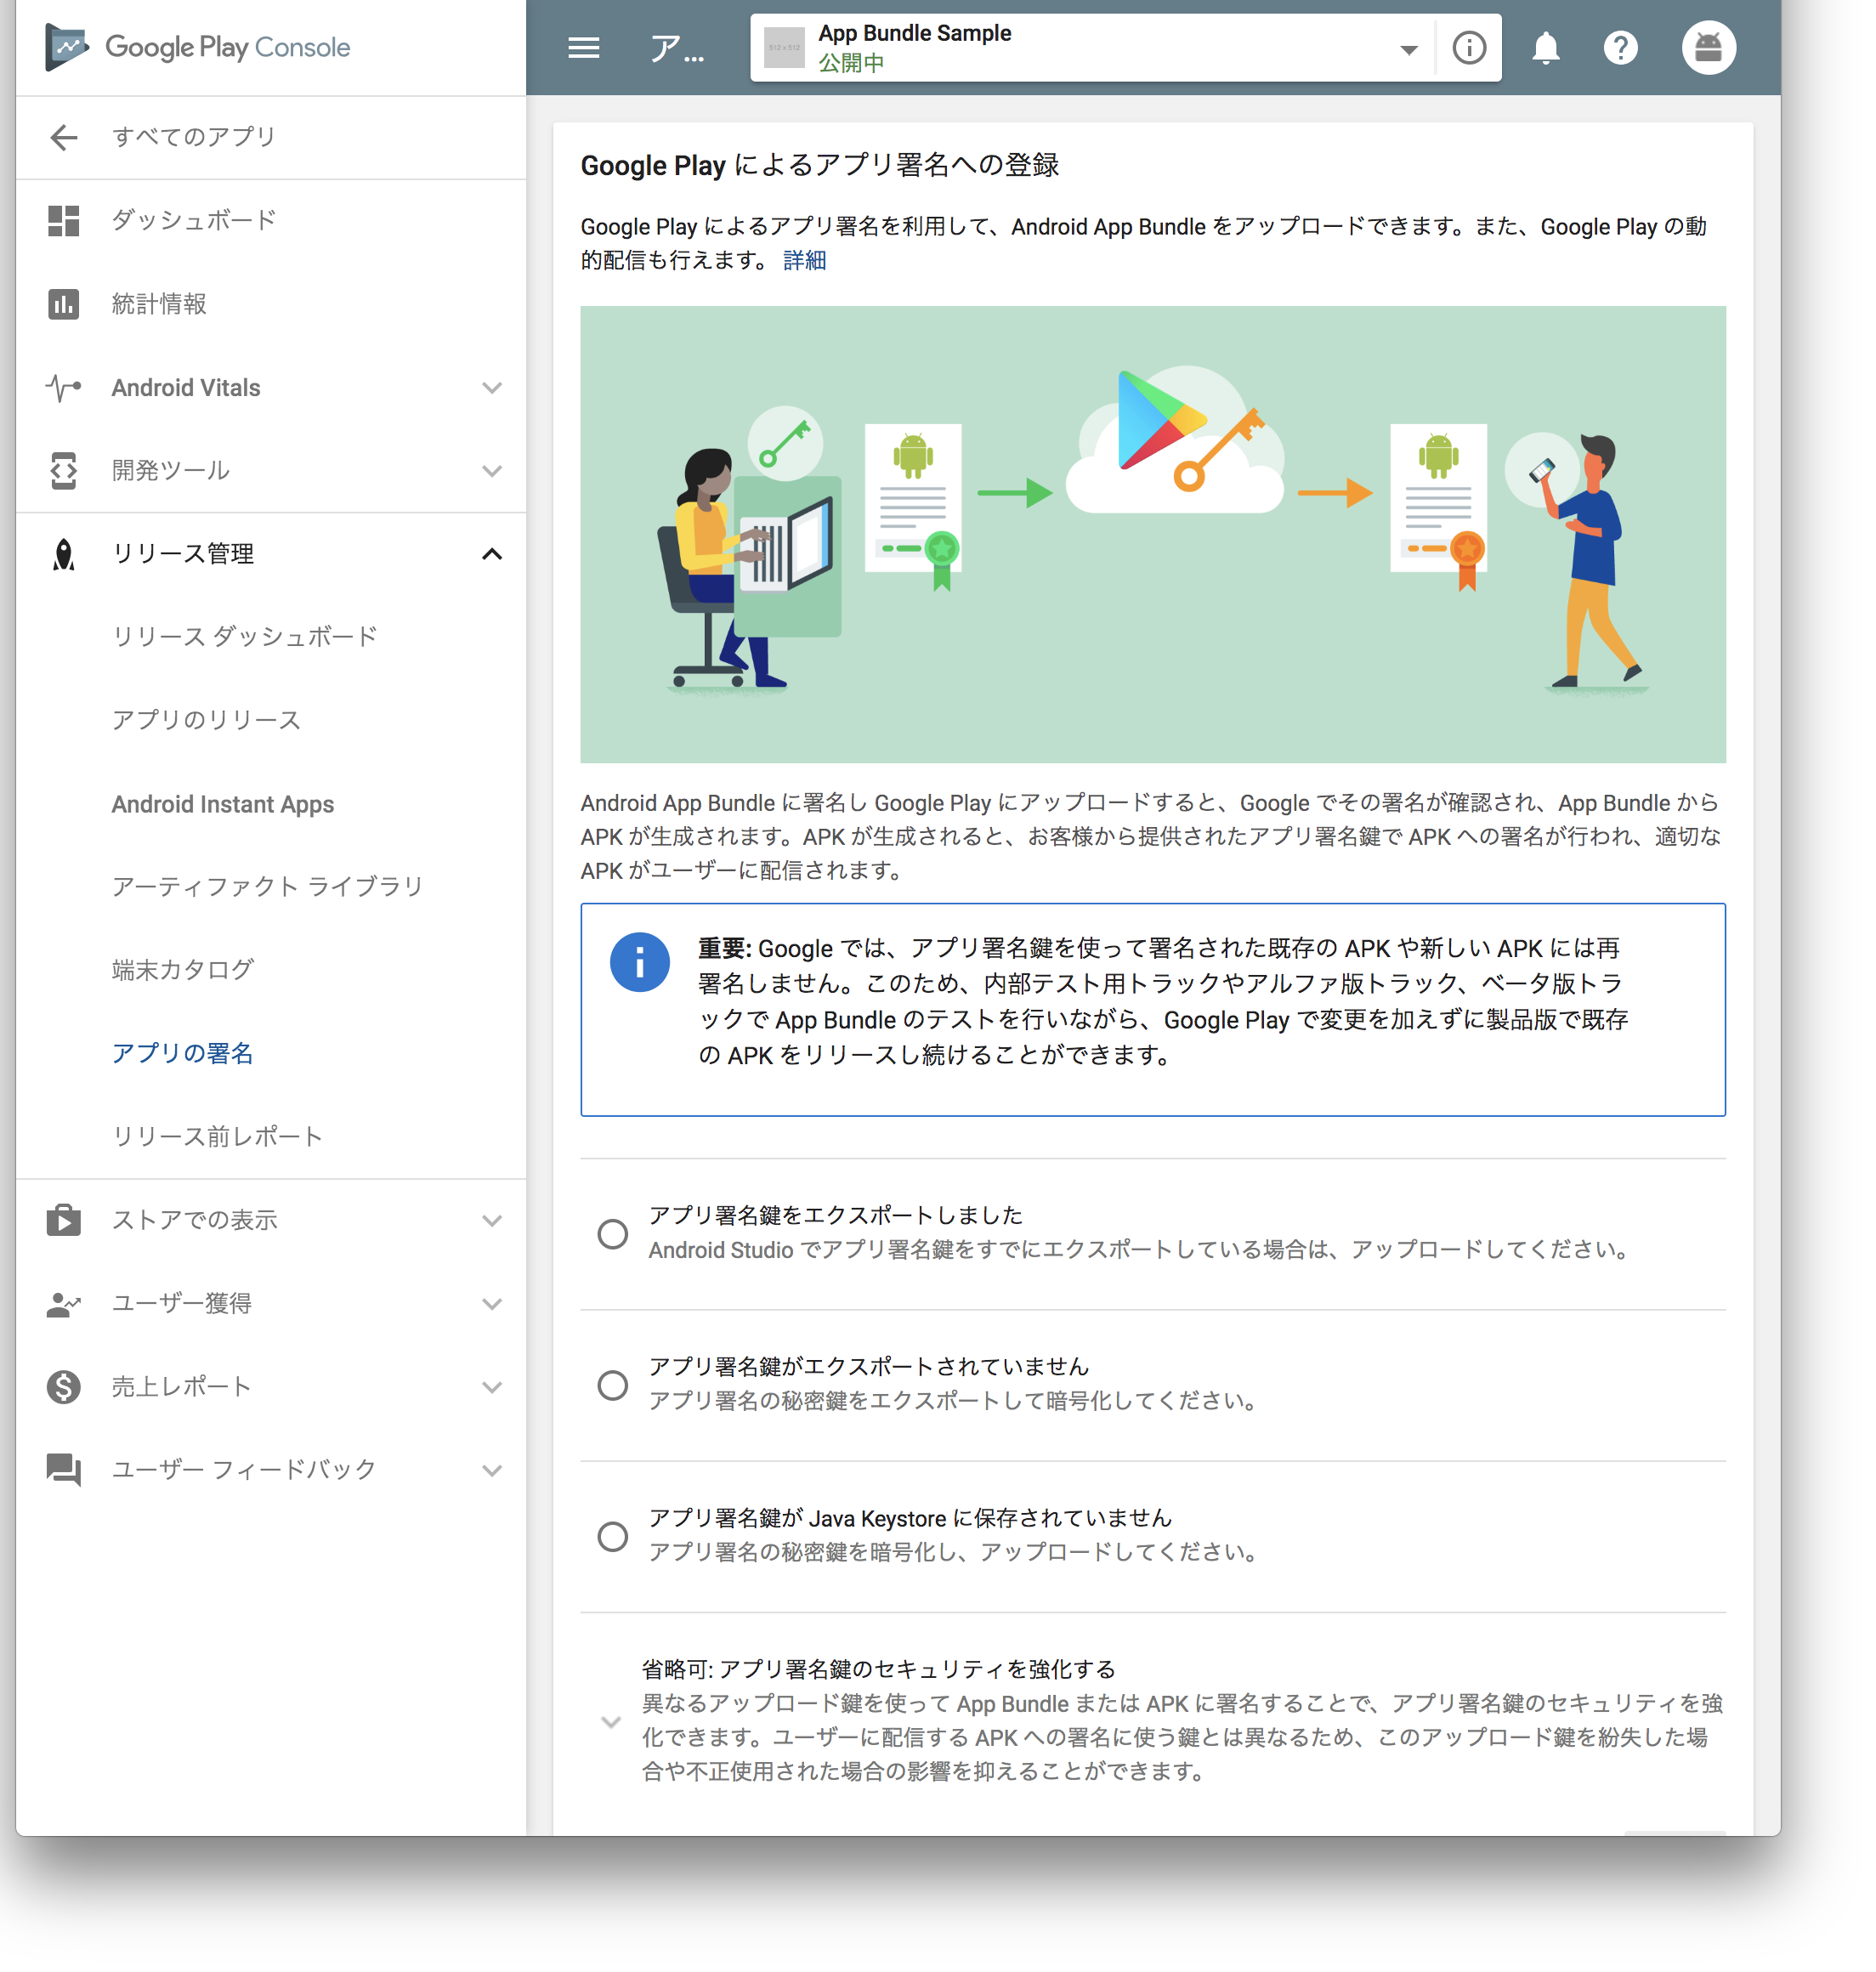 Google Play Console
ア...
App Bundle Sample
公開中
512 x 512
すべてのアプリ
ダッシュボード
統計情報
Android Vitals
開発ツール
リリース管理
リリース ダッシュボード
アプリのリリース
Android Instant Apps
アーティファクト ライブラリ
端末カタログ
アプリの署名
リリース前レポート
ストアでの表示
ユーザー獲得
売上レポート
ユーザー フィードバック
Google Play によるアプリ署名への登録
Google Play によるアプリ署名を利用して、Android App Bundle をアップロードできます。また、Google Play の動
的配信も行えます。 詳細
Android App Bundle に署名し Google Play にアップロードすると、Google でその署名が確認され、App Bundle から
APK が生成されます。APK が生成されると、お客様から提供されたアプリ署名鍵で APK への署名が行われ、適切な
APK がユーザーに配信されます。
重要: Google では、アプリ署名鍵を使って署名された既存の APK や新しい APK には再
署名しません。このため、内部テスト用トラックやアルファ版トラック、ベータ版トラ
ックで App Bundle のテストを行いながら、Google Play で変更を加えずに製品版で既存
の APK をリリースし続けることができます。
アプリ署名鍵をエクスポートしました
Android Studio でアプリ署名鍵をすでにエクスポートしている場合は、アップロードしてください。
アプリ署名鍵がエクスポートされていません
アプリ署名の秘密鍵をエクスポートして暗号化してください。
アプリ署名鍵が Java Keystore に保存されていません
アプリ署名の秘密鍵を暗号化し、アップロードしてください。
省略可: アプリ署名鍵のセキュリティを強化する
異なるアップロード鍵を使って App Bundle または APK に署名することで、アプリ署名鍵のセキュリティを強
化できます。ユーザーに配信する APK への署名に使う鍵とは異なるため、このアップロード鍵を紛失した場
合や不正使用された場合の影響を抑えることができます。